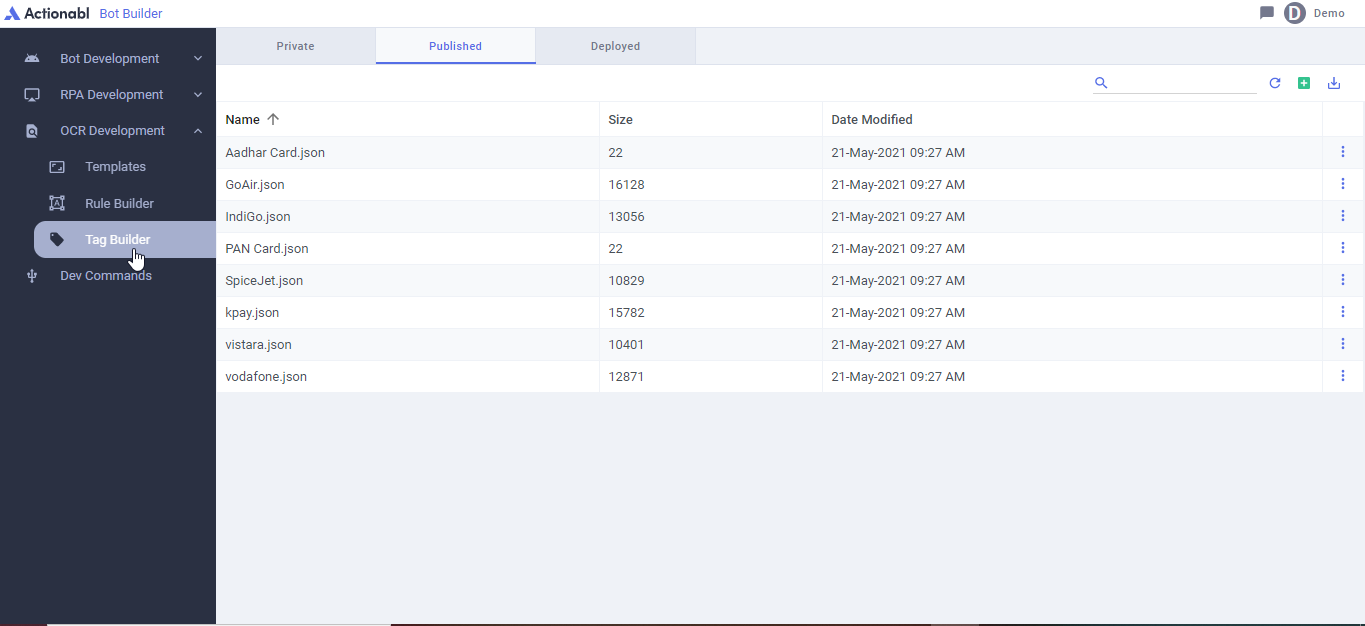 Actionabl Bot Builder
D Demo
Bot Development
RPA Development
OCR Development
Templates
Rule Builder
A
Tag Builder
Dev Commands
Private Published Deployed
Name Size Date Modified
Aadhar Card.json 22 21-May-2021 09:27 AM
GoAir.json 16128 21-May-2021 09:27 AM
IndiGo.json 13056 21-May-2021 09:27 AM
PAN Card.json 22 21-May-2021 09:27 AM
SpiceJet.json 10829 21-May-2021 09:27 AM
kpay.json 15782 21-May-2021 09:27 AM
vistara.json 10401 21-May-2021 09:27 AM
vodafone.json 12871 21-May-2021 09:27 AM